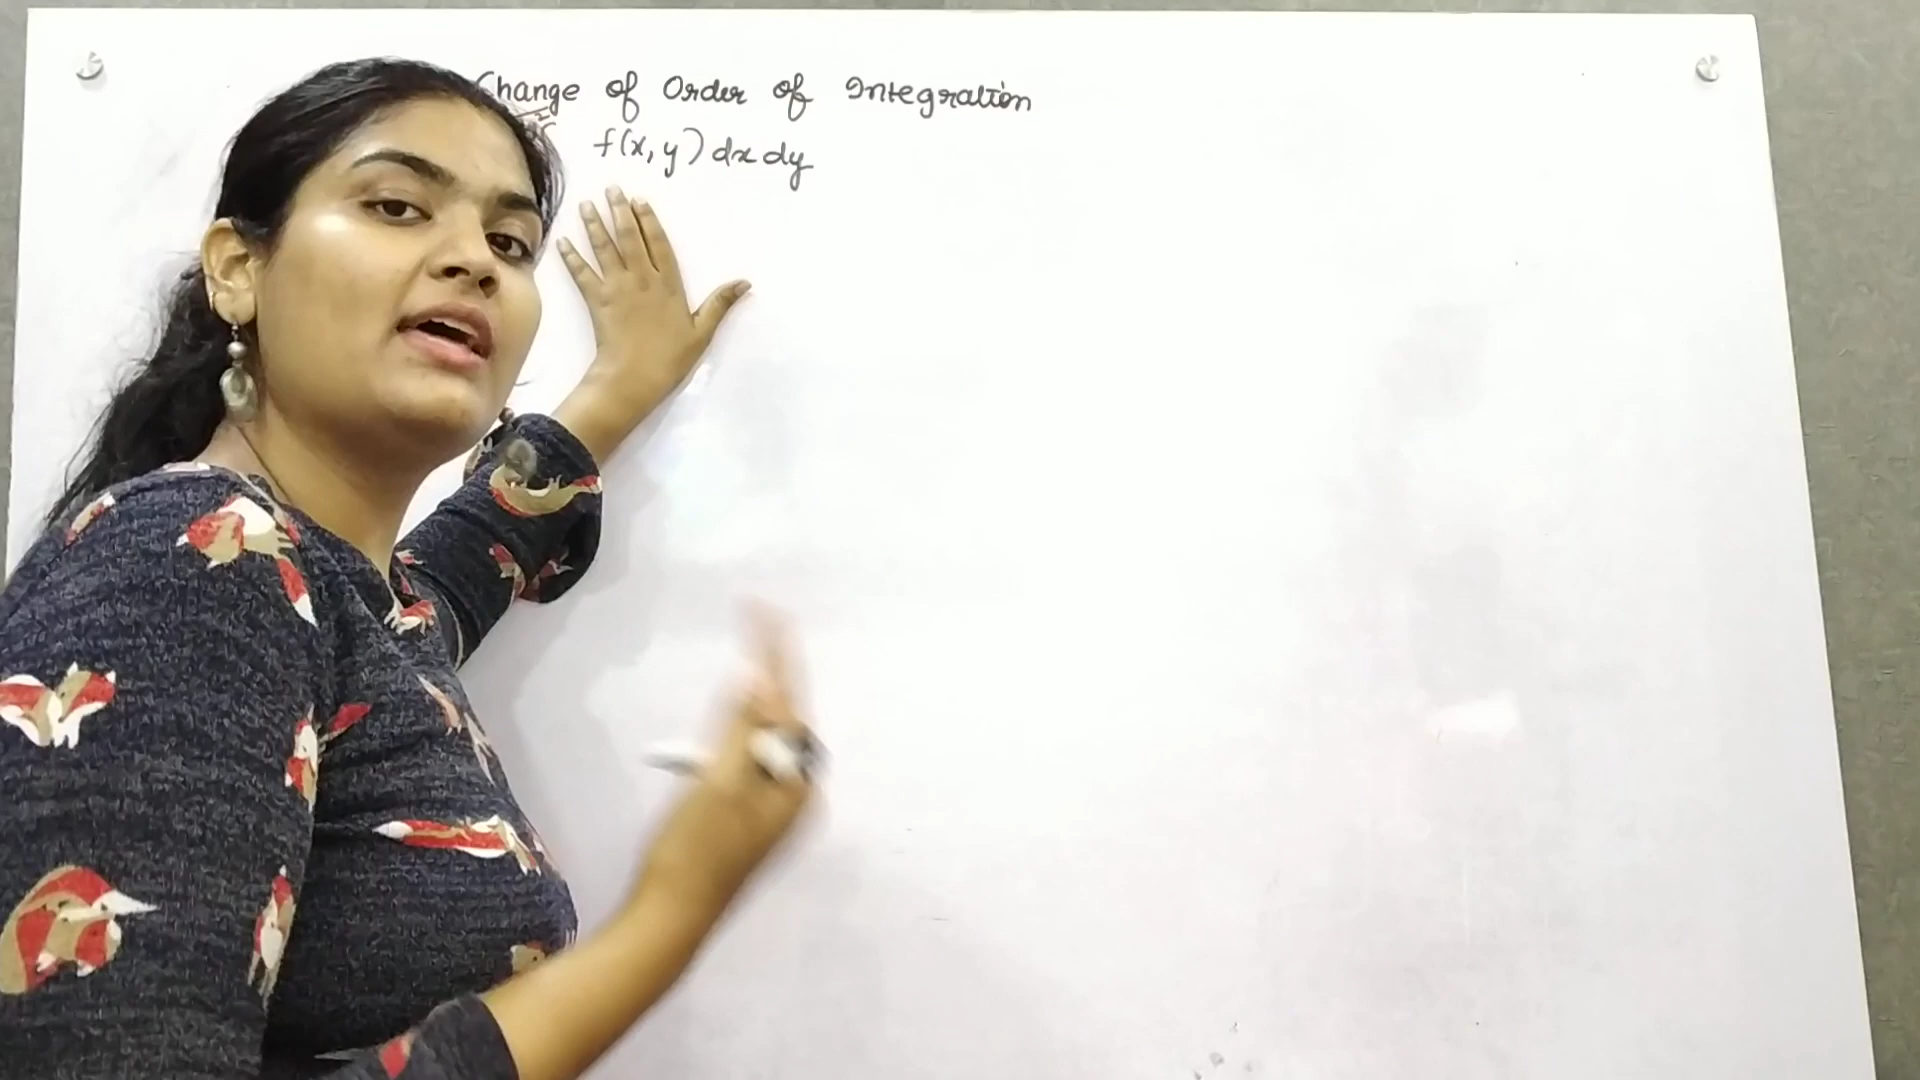 Change of Order of Integration
f(x, y) dx dy